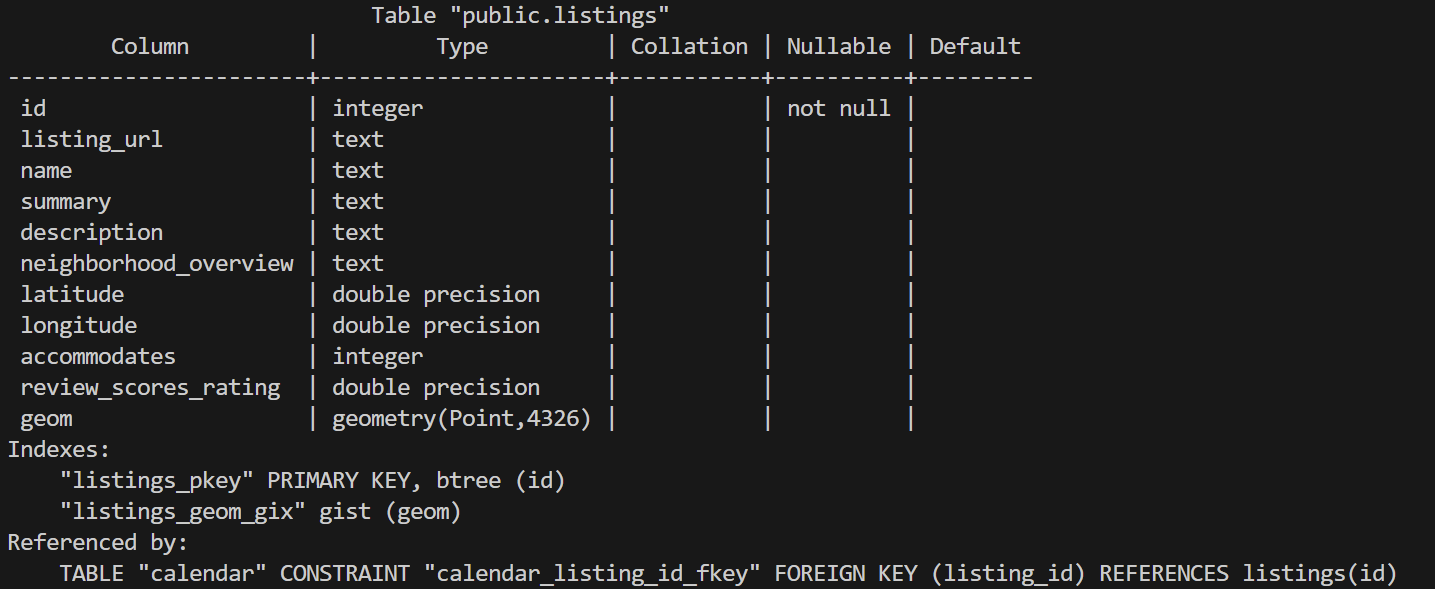 Table "public.listings"
        Column         |         Type         | Collation | Nullable | Default
-----------------------+----------------------+-----------+----------+---------
 id                    | integer              |           | not null |
 listing_url           | text                 |           |          |
 name                  | text                 |           |          |
 summary               | text                 |           |          |
 description           | text                 |           |          |
 neighborhood_overview | text                 |           |          |
 latitude              | double precision     |           |          |
 longitude             | double precision     |           |          |
 accommodates          | integer              |           |          |
 review_scores_rating  | double precision     |           |          |
 geom                  | geometry(Point,4326) |           |          |
Indexes:
    "listings_pkey" PRIMARY KEY, btree (id)
    "listings_geom_gix" gist (geom)
Referenced by:
    TABLE "calendar" CONSTRAINT "calendar_listing_id_fkey" FOREIGN KEY (listing_id) REFERENCES listings(id)